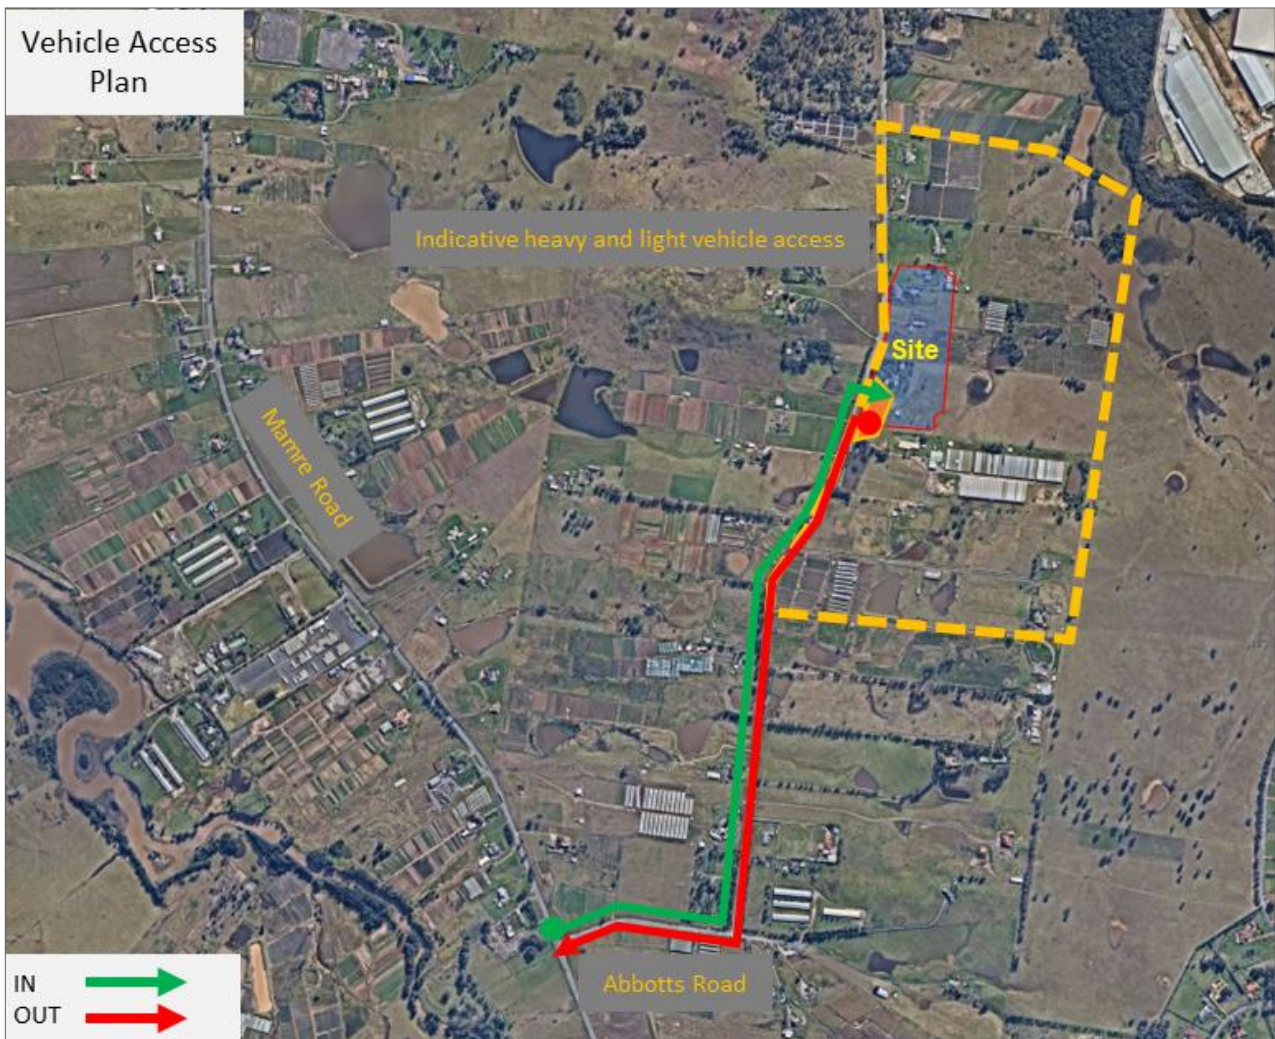 Vehicle Access
Plan
Indicative heavy and light vehicle access
Site
Mamre Road
Abbotts Road
IN
OUT